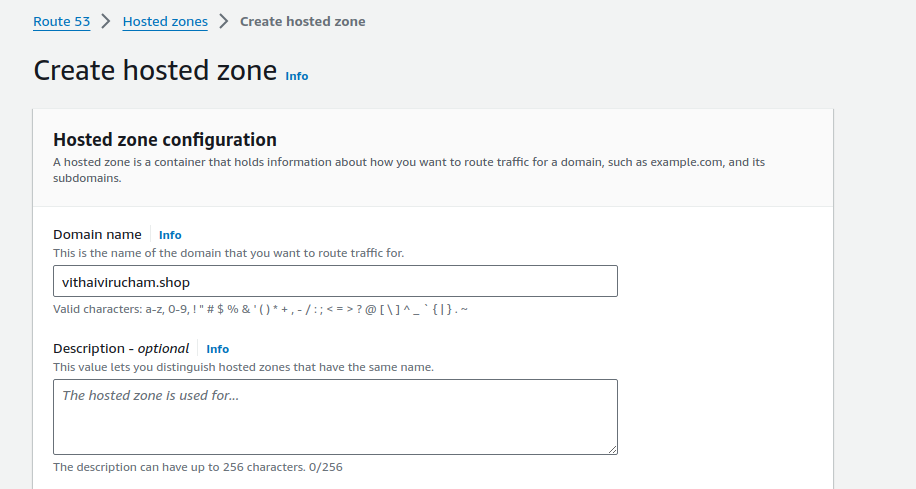 Route 53 > Hosted zones > Create hosted zone
Create hosted zone Info
Hosted zone configuration
A hosted zone is a container that holds information about how you want to route traffic for a domain, such as example.com, and its
subdomains.
Domain name Info
This is the name of the domain that you want to route traffic for.
vithaivirucham.shop
Valid characters: a-z, 0-9, ! " # $ % & ' ( ) * + , - / : ; < = > ? @ [ \ ] ^ _ ` { | } . ~
Description - optional Info
This value lets you distinguish hosted zones that have the same name.
The hosted zone is used for...
The description can have up to 256 characters. 0/256